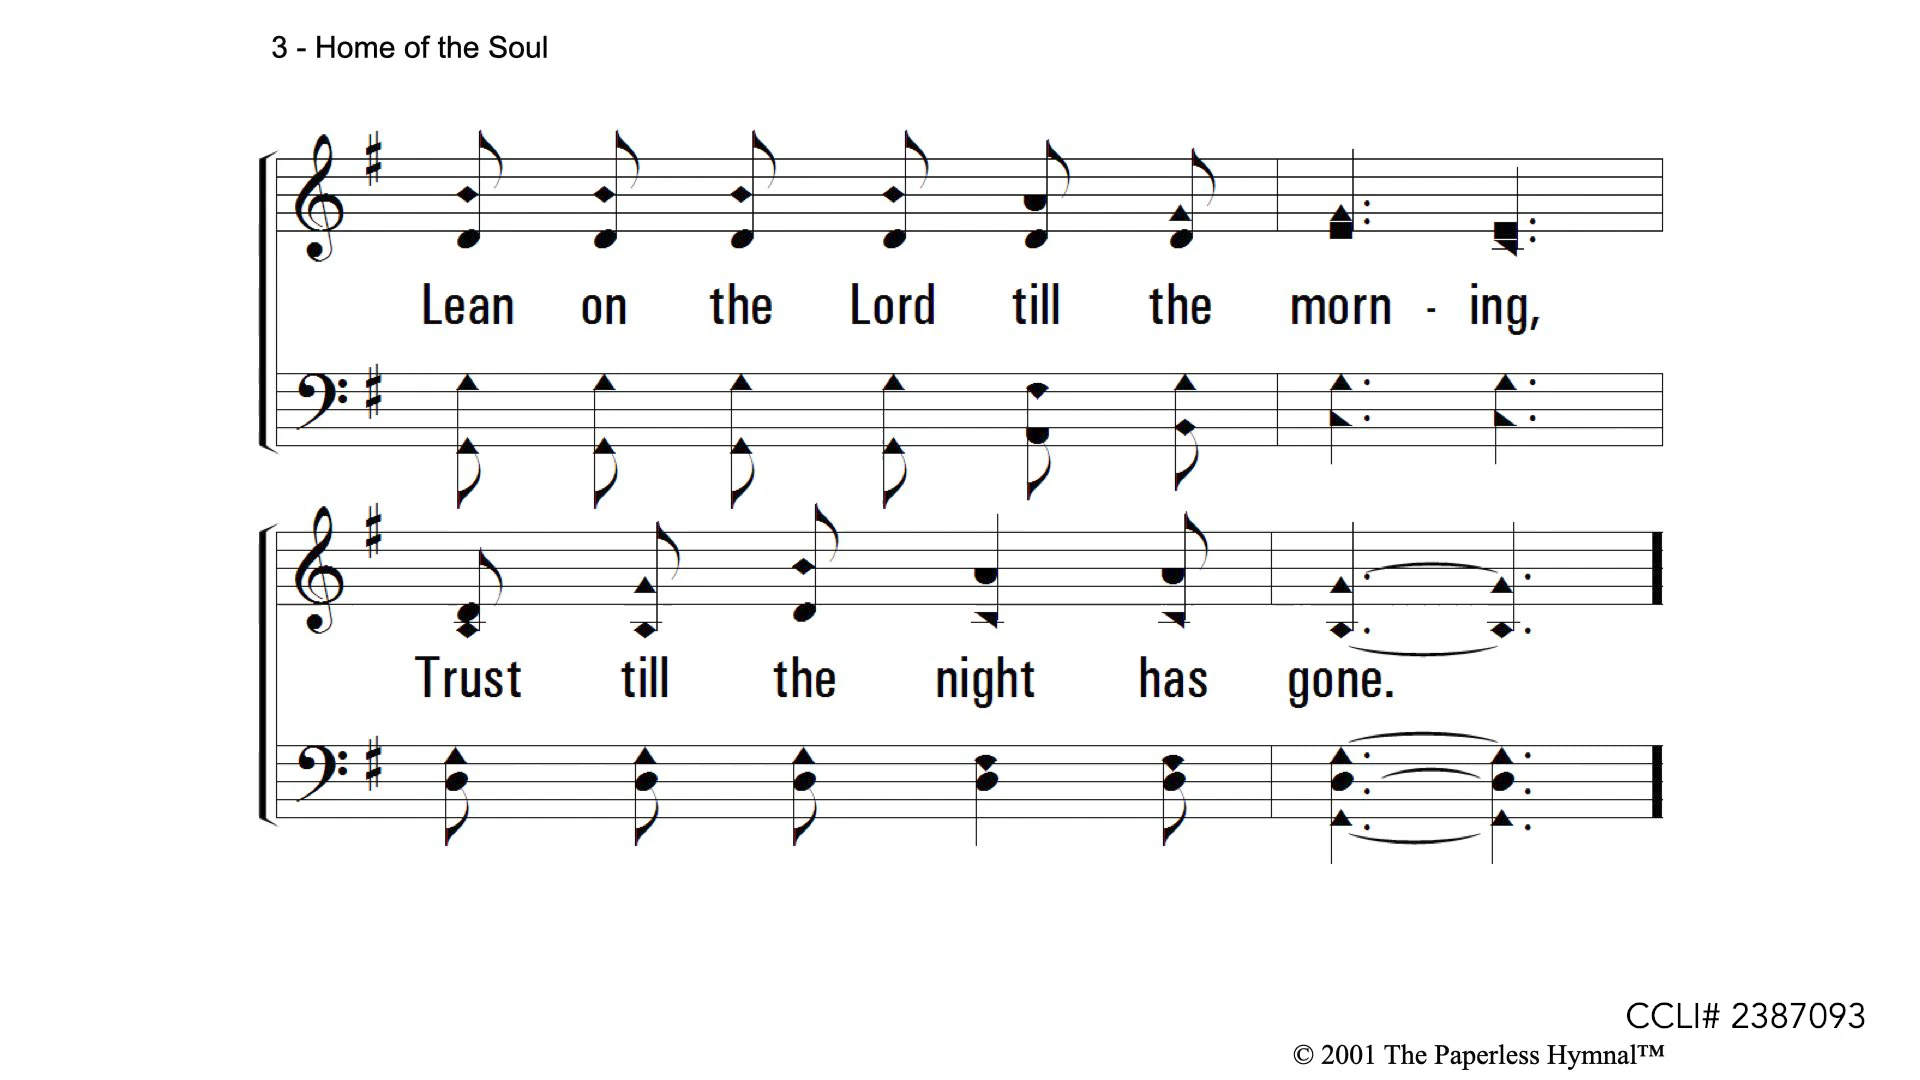 3 - Home of the Soul
Lean on the Lord till the morn - ing,
Trust till the night has gone.
CCLI# 2387093
© 2001 The Paperless Hymnal™